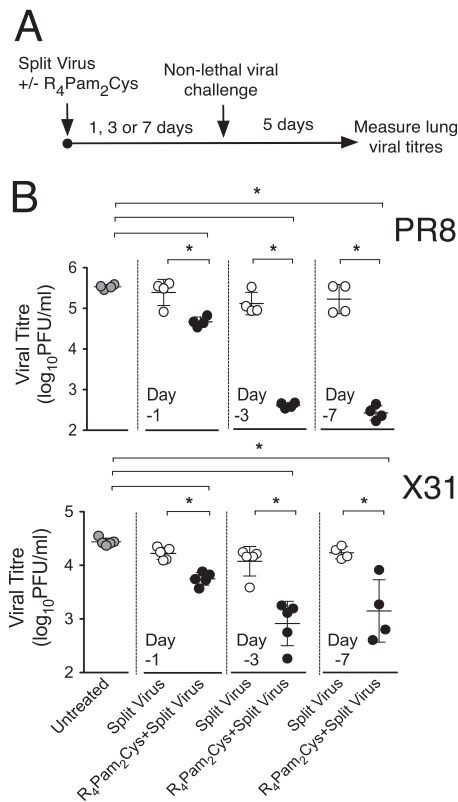 A
Split Virus
+/- R₄Pam₂Cys
Non-lethal viral
challenge
1, 3 or 7 days
5 days
Measure lung
viral titres
B
*
PR8
* * *
6
5
4
3
2
Viral Titre
(log₁₀PFU/ml)
Day
-1
Day
-3
Day
-7
*
X31
* * *
5
4
3
2
Viral Titre
(log₁₀PFU/ml)
Day
-1
Day
-3
Day
-7
Untreated
Split Virus
R₄Pam₂Cys+Split Virus
Split Virus
R₄Pam₂Cys+Split Virus
Split Virus
R₄Pam₂Cys+Split Virus